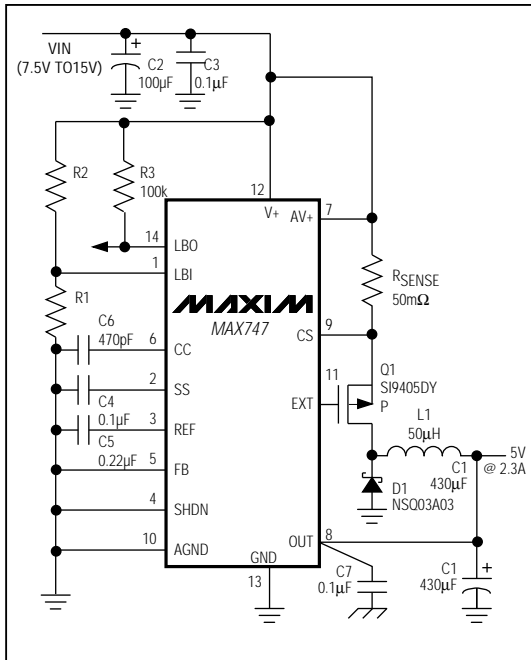 VIN
(7.5V TO15V)
C2
100µF
+
C3
0.1µF
R2
R3
100k
12
V+
AV+
7
14
LBO
1
LBI
R1
RSENSE
50mΩ
MAXIM
MAX747
CS
9
C6
470pF
6
CC
Q1
SI9405DY
P
11
EXT
2
SS
C4
0.1µF
3
REF
C5
0.22µF
5
FB
L1
50µH
5V
@ 2.3A
C1
430µF
D1
NSQ03A03
4
SHDN
10
AGND
OUT
8
GND
13
C7
0.1µF
C1
430µF
+